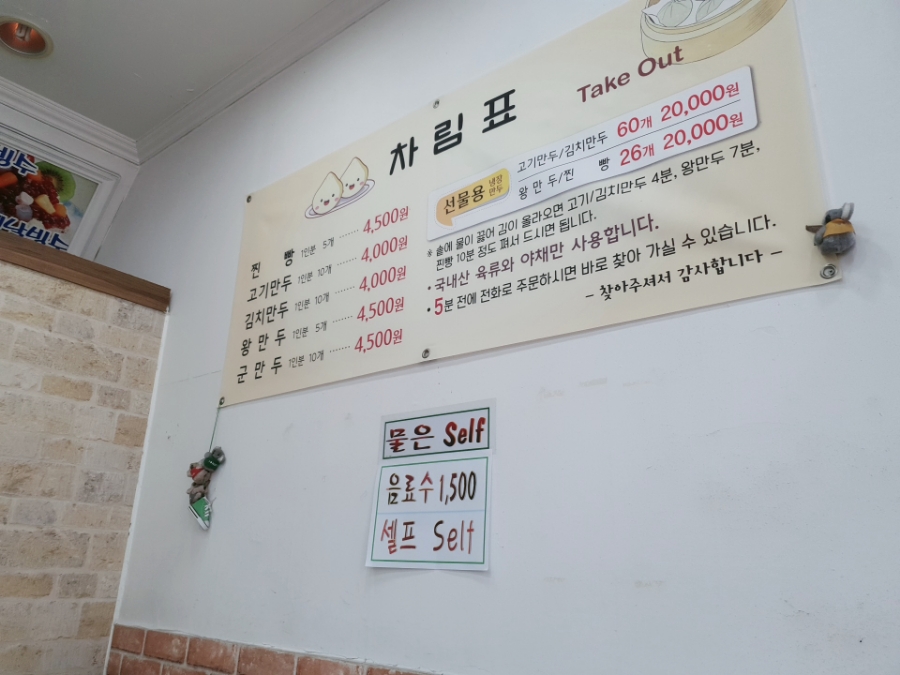 차림표
Take Out
찐 빵 1인분 5개 ······· 4,500원
고기만두 1인분 10개 ······· 4,000원
김치만두 1인분 10개 ······· 4,000원
왕 만 두 1인분 5개 ······· 4,500원
군 만 두 1인분 10개 ······· 4,500원
선물용 냉장만두
고기만두/김치만두 60개 20,000원
왕 만 두/찐 빵 26개 20,000원
※ 솥에 물이 끓어 김이 올라오면 고기/김치만두 4분, 왕만두 7분,
찐빵 10분 정도 쪄서 드시면 됩니다.
• 국내산 육류와 야채만 사용합니다.
• 5분 전에 전화로 주문하시면 바로 찾아 가실 수 있습니다.
– 찾아주셔서 감사합니다 –
물은 Self
음료수 1,500
셀프 Self